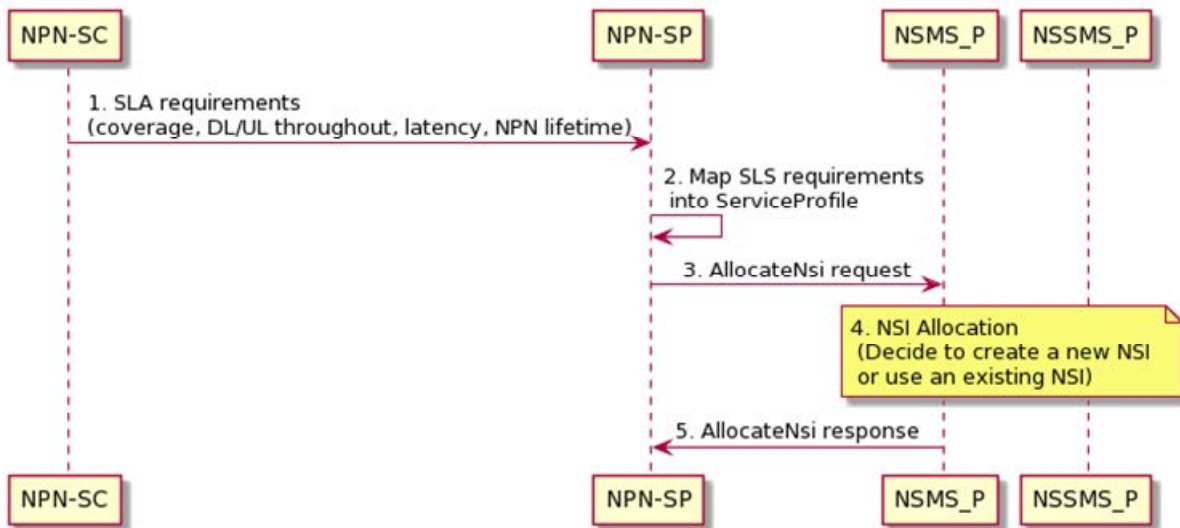 NPN-SC NPN-SP NSMS_P NSSMS_P
1. SLA requirements
(coverage, DL/UL throughout, latency, NPN lifetime)
2. Map SLS requirements
into ServiceProfile
3. AllocateNsi request
4. NSI Allocation
(Decide to create a new NSI
or use an existing NSI)
5. AllocateNsi response
NPN-SC NPN-SP NSMS_P NSSMS_P